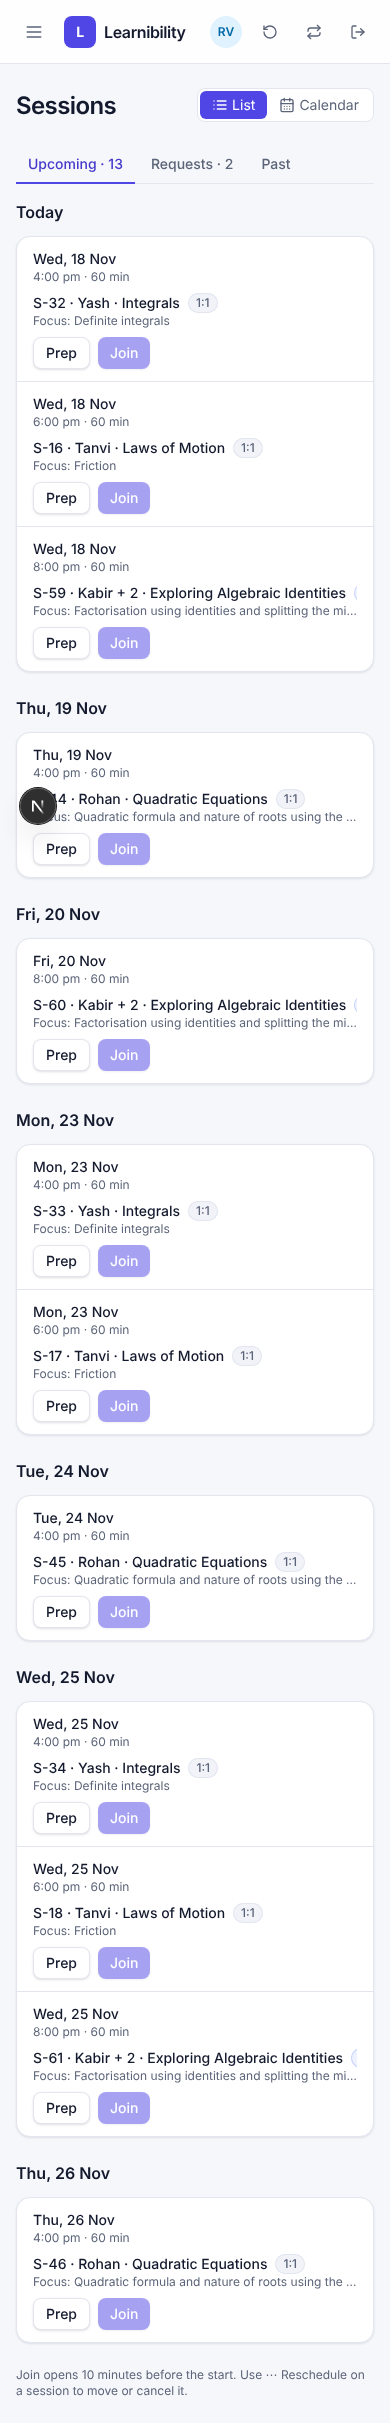 L Learnibility RV
Sessions
List Calendar
Upcoming · 13 Requests · 2 Past
Today
Wed, 18 Nov
4:00 pm · 60 min
S-32 · Yash · Integrals 1:1
Focus: Definite integrals
Prep Join
Wed, 18 Nov
6:00 pm · 60 min
S-16 · Tanvi · Laws of Motion 1:1
Focus: Friction
Prep Join
Wed, 18 Nov
8:00 pm · 60 min
S-59 · Kabir + 2 · Exploring Algebraic Identities
Focus: Factorisation using identities and splitting the mi...
Prep Join
Thu, 19 Nov
Thu, 19 Nov
4:00 pm · 60 min
N
· Rohan · Quadratic Equations 1:1
Quadratic formula and nature of roots using the ...
Prep Join
Fri, 20 Nov
Fri, 20 Nov
8:00 pm · 60 min
S-60 · Kabir + 2 · Exploring Algebraic Identities
Focus: Factorisation using identities and splitting the mi...
Prep Join
Mon, 23 Nov
Mon, 23 Nov
4:00 pm · 60 min
S-33 · Yash · Integrals 1:1
Focus: Definite integrals
Prep Join
Mon, 23 Nov
6:00 pm · 60 min
S-17 · Tanvi · Laws of Motion 1:1
Focus: Friction
Prep Join
Tue, 24 Nov
Tue, 24 Nov
4:00 pm · 60 min
S-45 · Rohan · Quadratic Equations 1:1
Focus: Quadratic formula and nature of roots using the ...
Prep Join
Wed, 25 Nov
Wed, 25 Nov
4:00 pm · 60 min
S-34 · Yash · Integrals 1:1
Focus: Definite integrals
Prep Join
Wed, 25 Nov
6:00 pm · 60 min
S-18 · Tanvi · Laws of Motion 1:1
Focus: Friction
Prep Join
Wed, 25 Nov
8:00 pm · 60 min
S-61 · Kabir + 2 · Exploring Algebraic Identities
Focus: Factorisation using identities and splitting the mi...
Prep Join
Thu, 26 Nov
Thu, 26 Nov
4:00 pm · 60 min
S-46 · Rohan · Quadratic Equations 1:1
Focus: Quadratic formula and nature of roots using the ...
Prep Join
Join opens 10 minutes before the start. Use ··· Reschedule on
a session to move or cancel it.